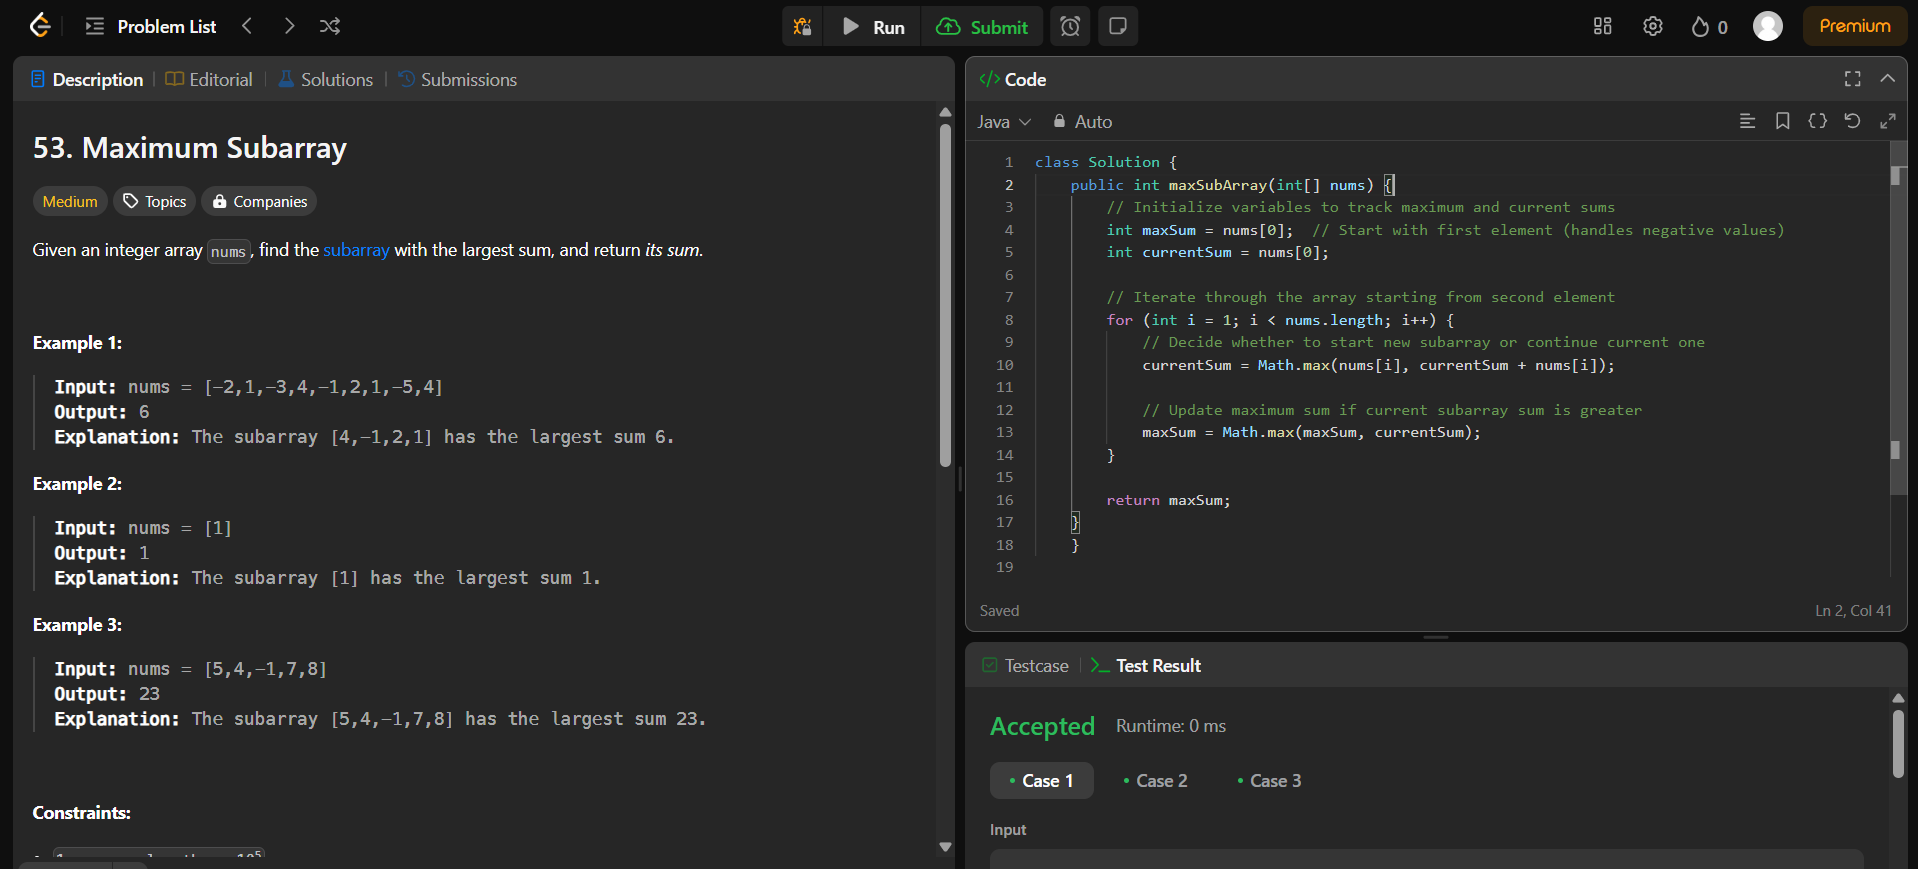 Problem List
Run
Submit
0
Premium
Description
Editorial
Solutions
Submissions
53. Maximum Subarray
Medium
Topics
Companies
Given an integer array nums, find the subarray with the largest sum, and return its sum.
Example 1:
Input: nums = [-2,1,-3,4,-1,2,1,-5,4]
Output: 6
Explanation: The subarray [4,-1,2,1] has the largest sum 6.
Example 2:
Input: nums = [1]
Output: 1
Explanation: The subarray [1] has the largest sum 1.
Example 3:
Input: nums = [5,4,-1,7,8]
Output: 23
Explanation: The subarray [5,4,-1,7,8] has the largest sum 23.
Constraints:
</> Code
Java
Auto
1 class Solution {
2     public int maxSubArray(int[] nums) {
3         // Initialize variables to track maximum and current sums
4         int maxSum = nums[0];  // Start with first element (handles negative values)
5         int currentSum = nums[0];
6
7         // Iterate through the array starting from second element
8         for (int i = 1; i < nums.length; i++) {
9             // Decide whether to start new subarray or continue current one
10             currentSum = Math.max(nums[i], currentSum + nums[i]);
11
12             // Update maximum sum if current subarray sum is greater
13             maxSum = Math.max(maxSum, currentSum);
14         }
15
16         return maxSum;
17     }
18     }
19
Saved
Ln 2, Col 41
Testcase
Test Result
Accepted
Runtime: 0 ms
• Case 1
• Case 2
• Case 3
Input